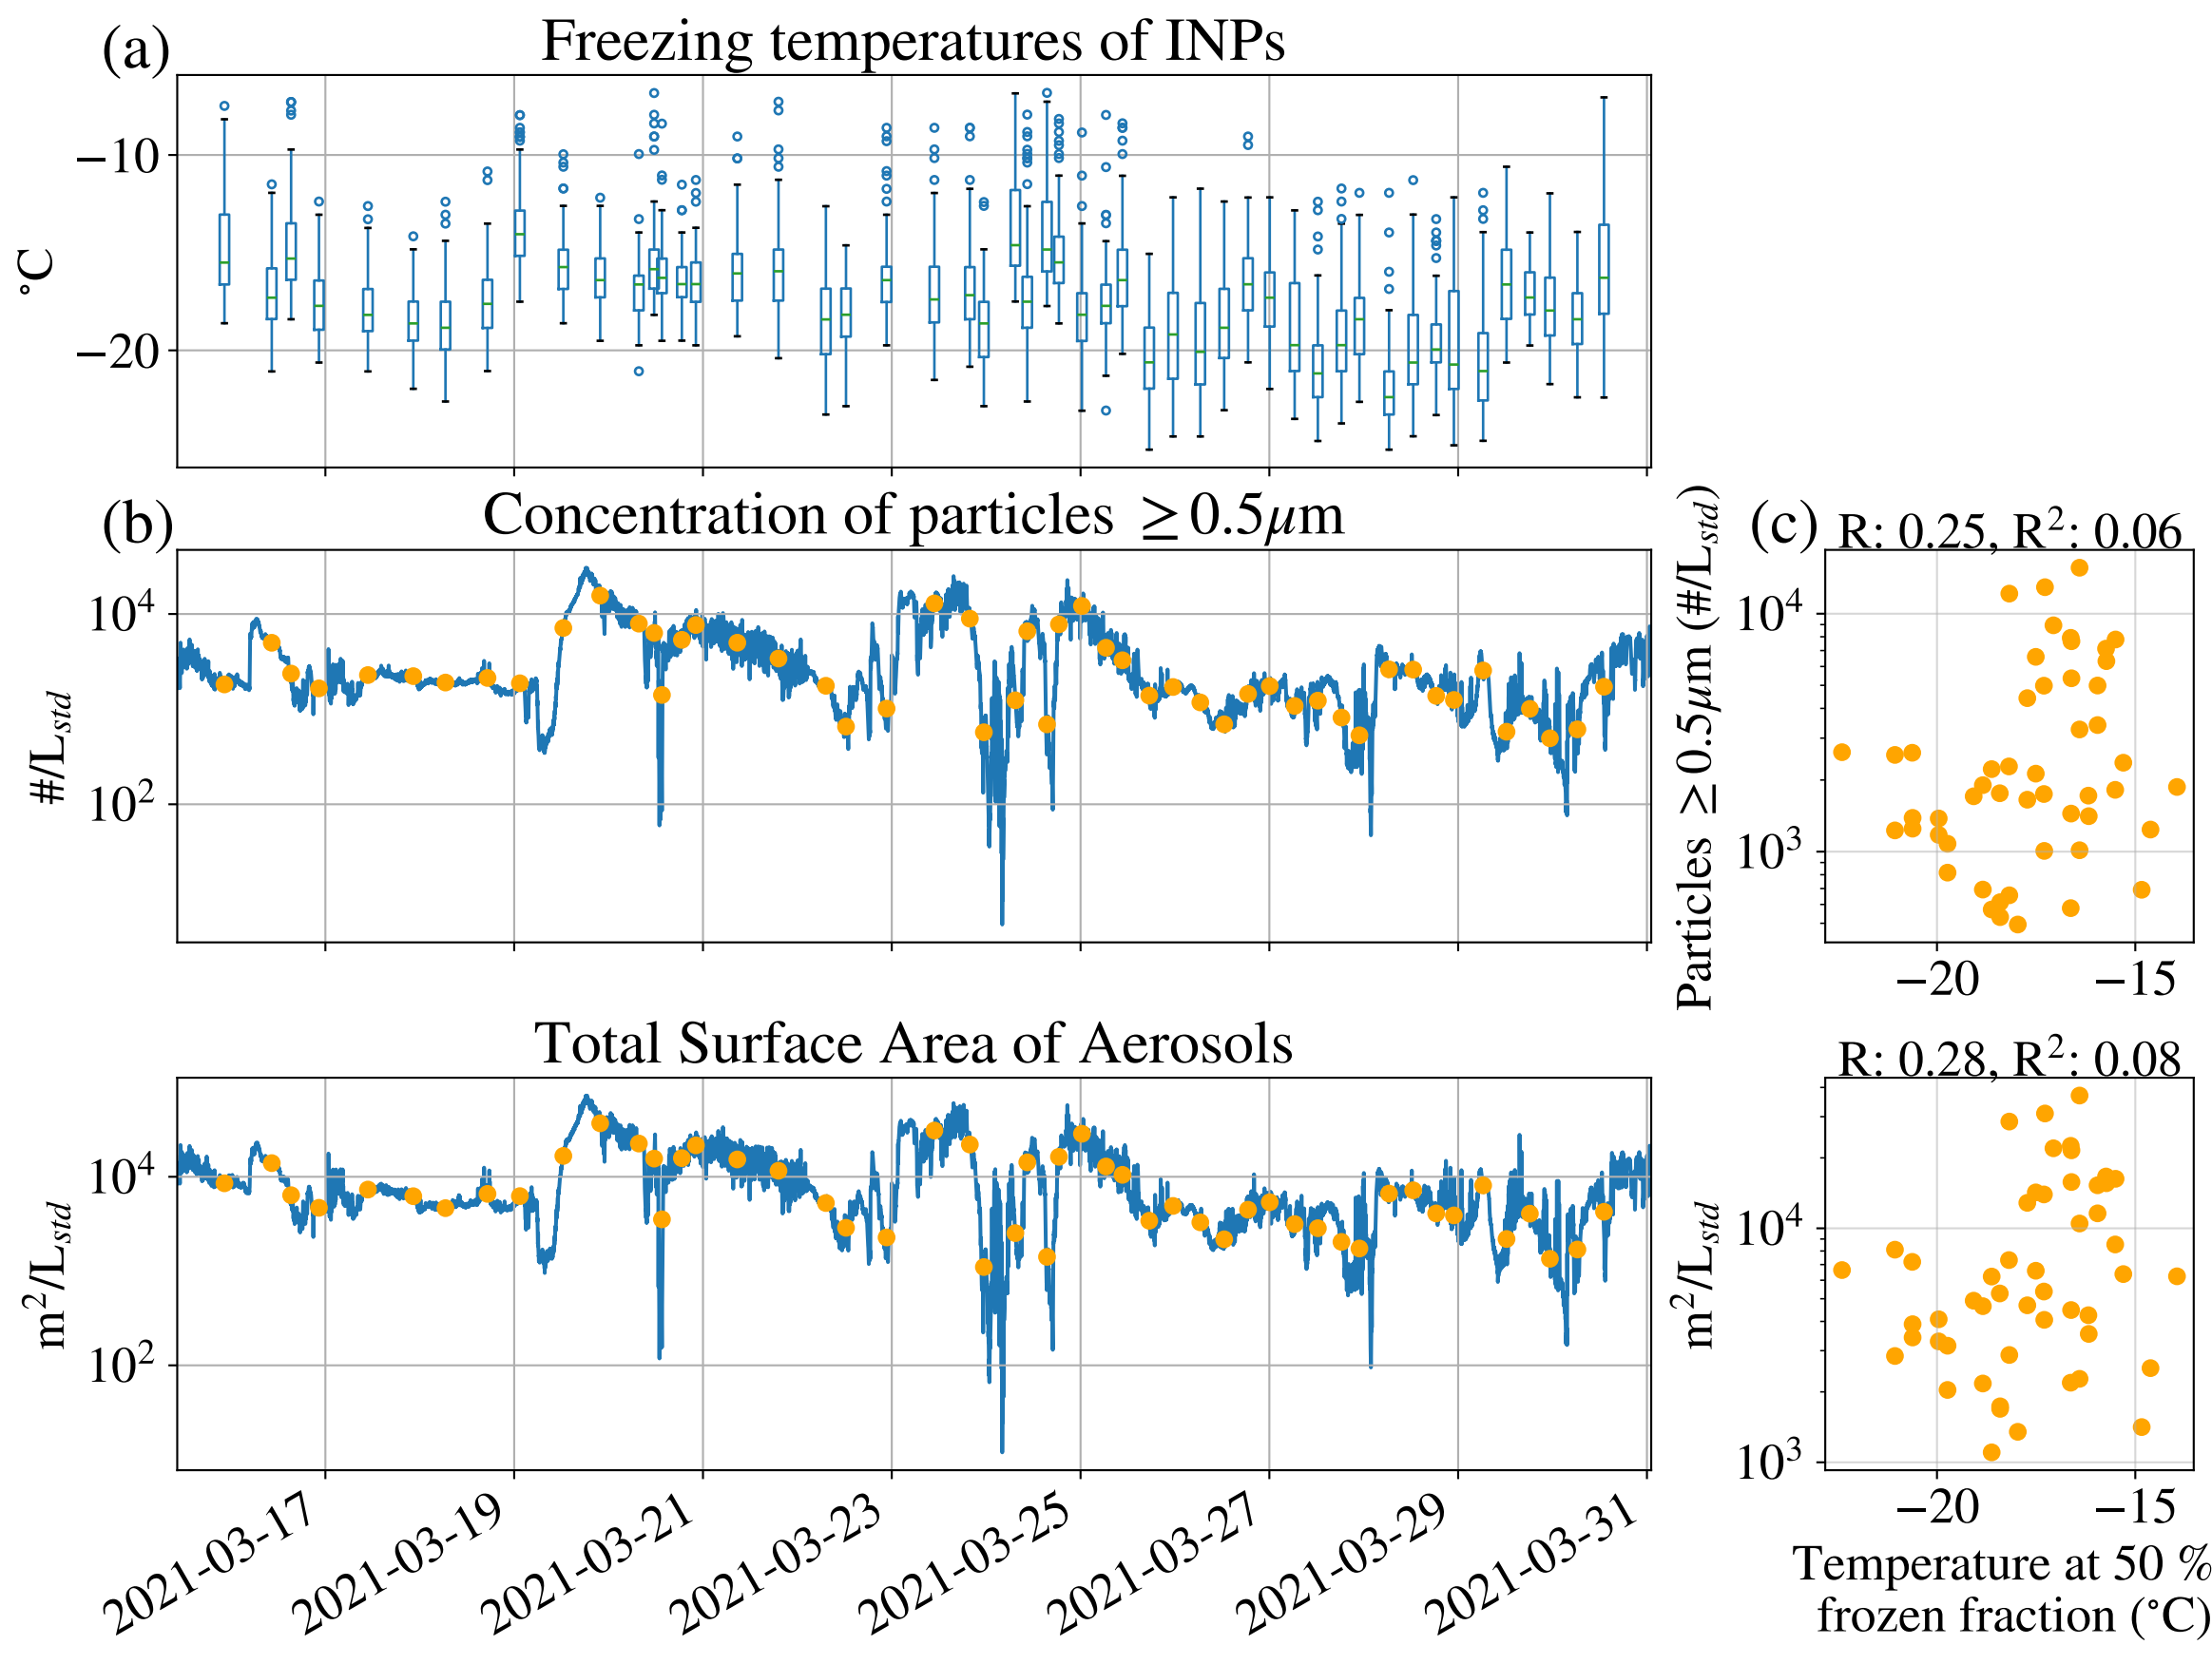 (a) Freezing temperatures of INPs
°C
−10
−20
(b) Concentration of particles ≥0.5μm
#/L_std
10⁴
10²
(c) R: 0.25, R²: 0.06
Particles ≥0.5μm (#/L_std)
10⁴
10³
−20 −15
Total Surface Area of Aerosols
m²/L_std
10⁴
10²
2021-03-17 2021-03-19 2021-03-21 2021-03-23 2021-03-25 2021-03-27 2021-03-29 2021-03-31
R: 0.28, R²: 0.08
m²/L_std
10⁴
10³
−20 −15
Temperature at 50 %
frozen fraction (°C)